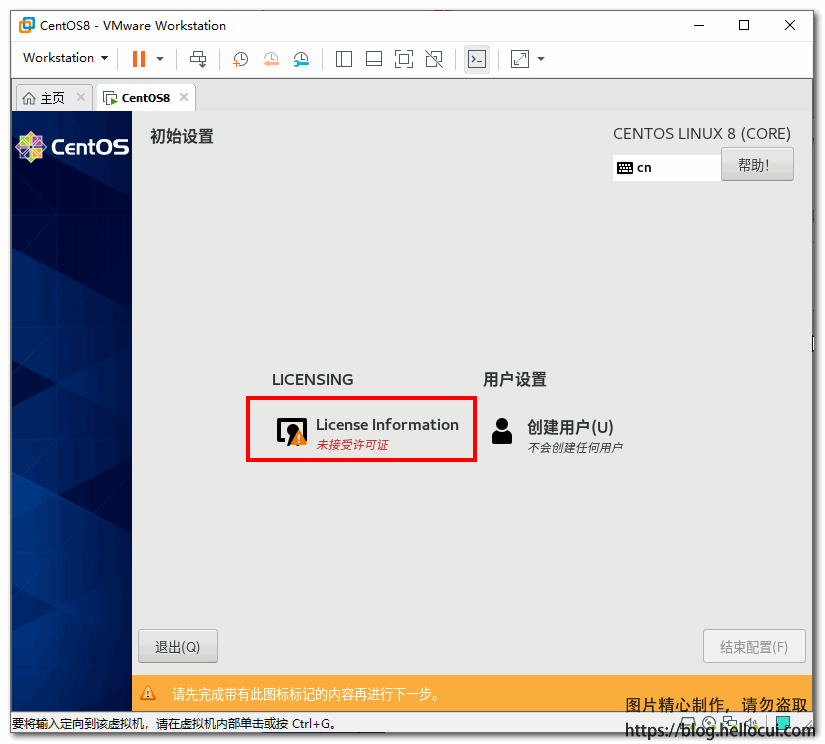 CentOS8 - VMware Workstation
Workstation
主页
CentOS8
CentOS
初始设置
CENTOS LINUX 8 (CORE)
cn
帮助!
LICENSING
用户设置
License Information
未接受许可证
创建用户(U)
不会创建任何用户
退出(Q)
结束配置(F)
请先完成带有此图标标记的内容再进行下一步。
图片精心制作，请勿盗取
要将输入定向到该虚拟机，请在虚拟机内部单击或按 Ctrl+G。
https://blog.hellocul.com